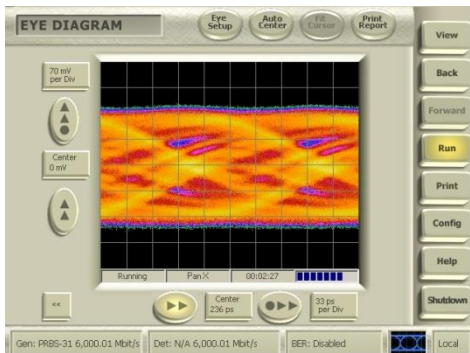 EYE DIAGRAM
Eye
Setup
Auto
Center
Fit
Cursor
Print
Report
View
70 mV
per Div
Back
Forward
Center
0 mV
Run
Print
Config
Help
Running
Pan X
00:02:27
<<
Center
236 ps
33 ps
per Div
Shutdown
Gen: PRBS-31 6,000.01 Mbit/s
Det: N/A 6,000.01 Mbit/s
BER: Disabled
Local